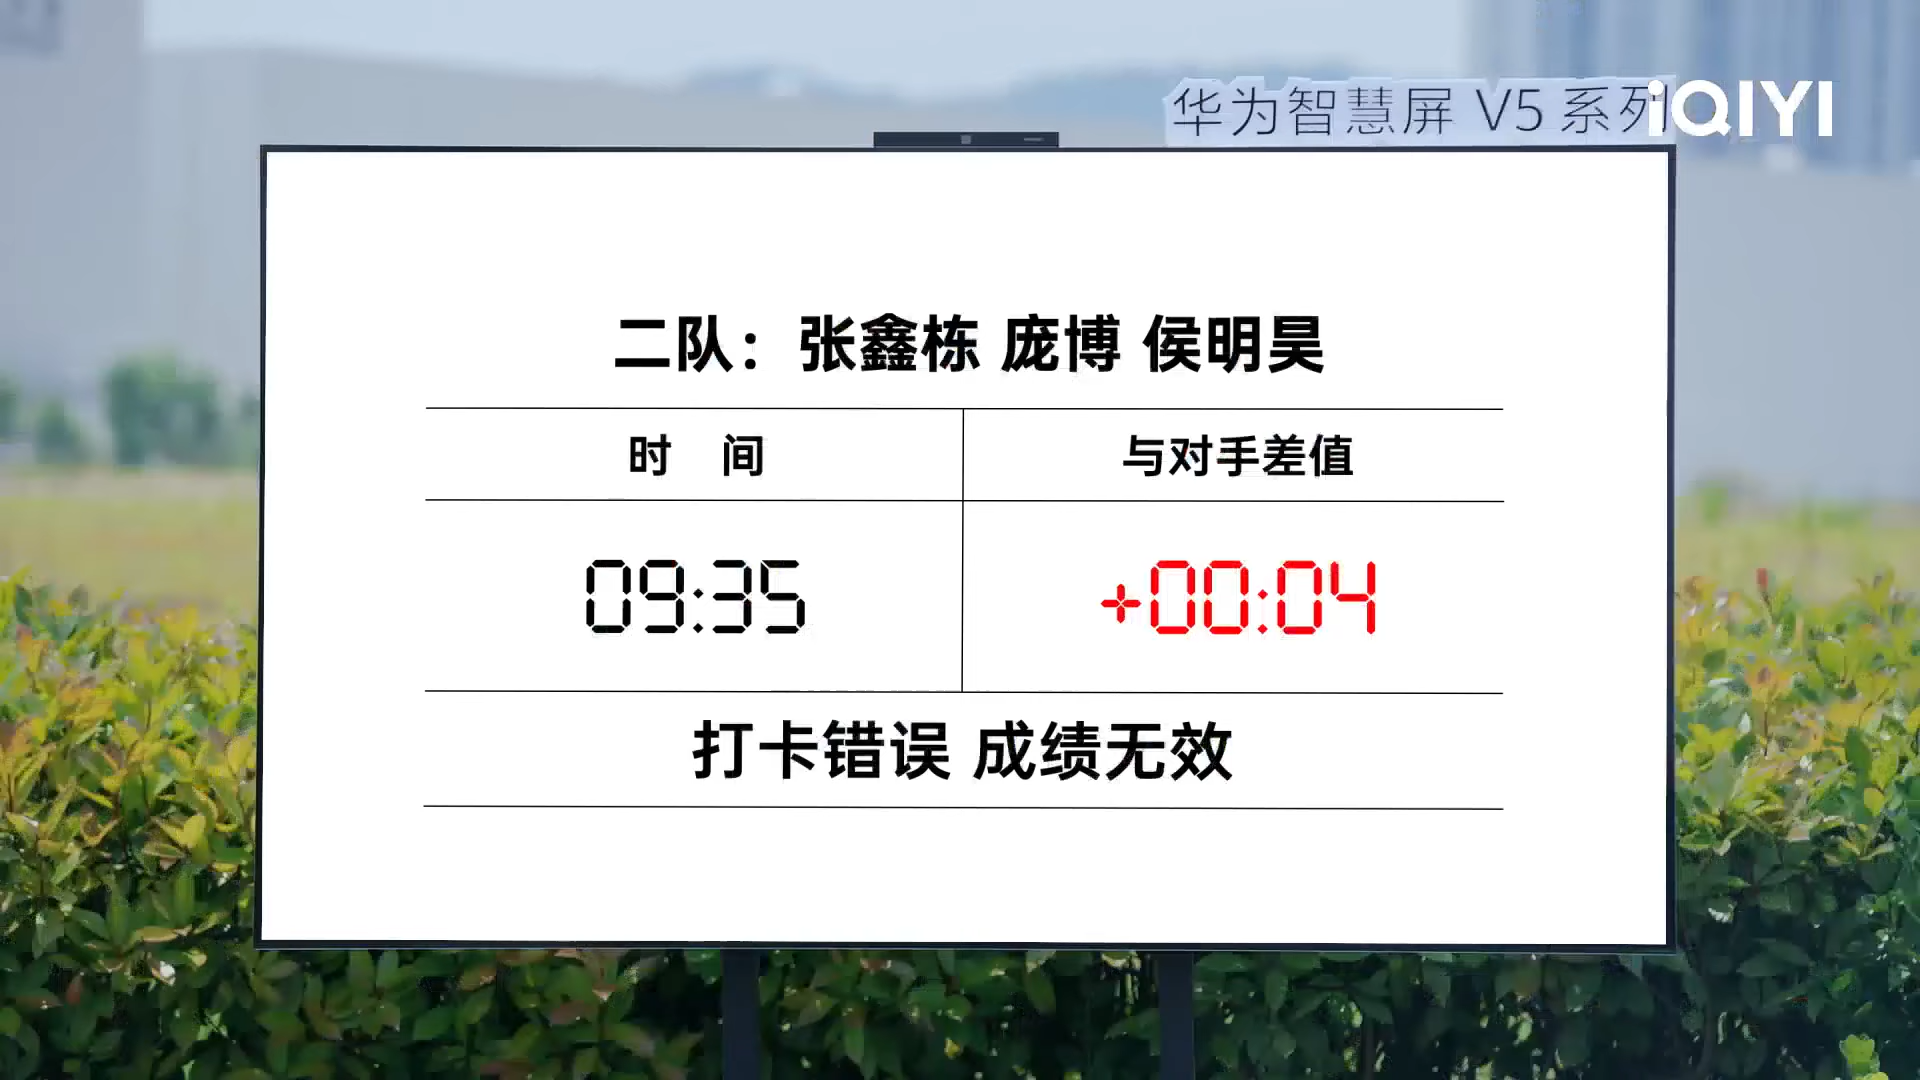 华为智慧屏 V5 系列
iQIYI
二队：张鑫栋 庞博 侯明昊
时 间
与对手差值
09:35
+00:04
打卡错误 成绩无效